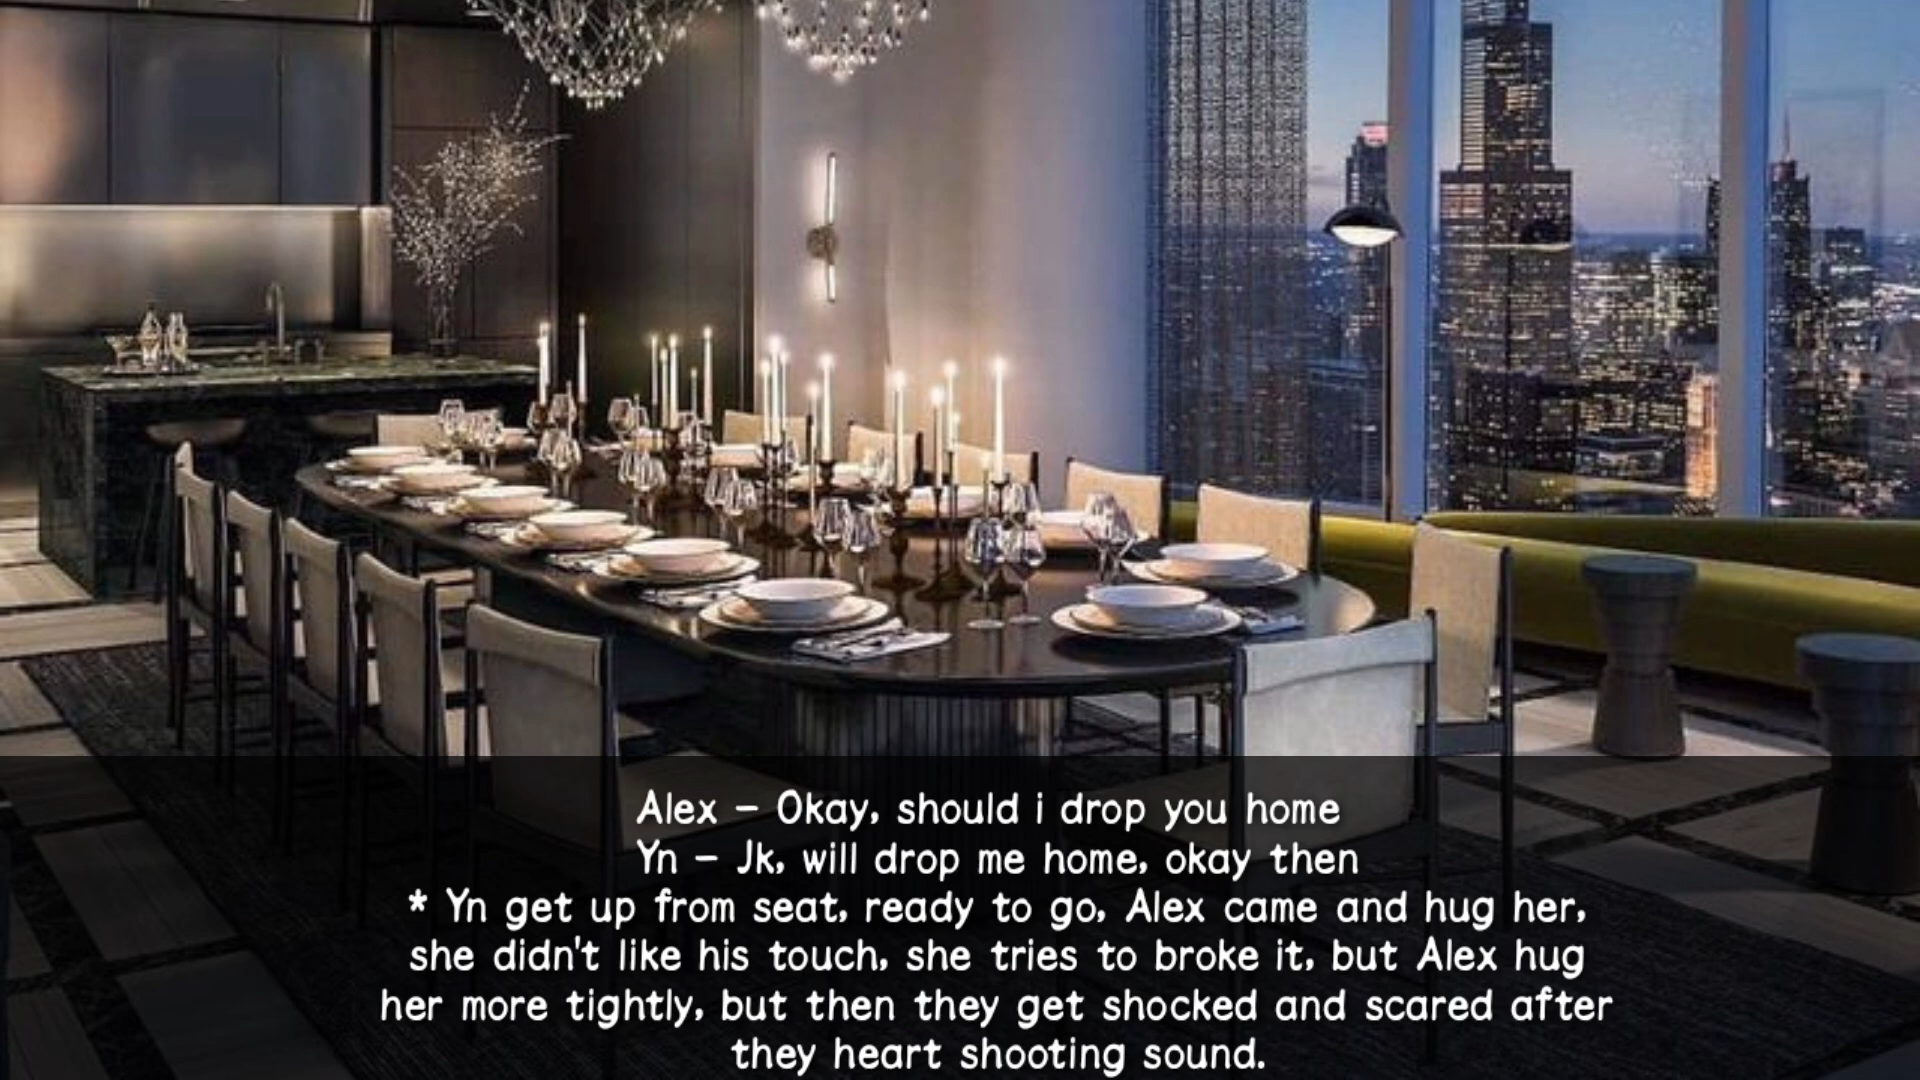 Alex - Okay, should i drop you home
Yn - Jk, will drop me home, okay then
* Yn get up from seat, ready to go, Alex came and hug her,
she didn't like his touch, she tries to broke it, but Alex hug
her more tightly, but then they get shocked and scared after
they heart shooting sound.